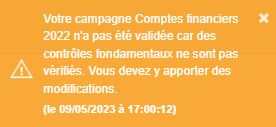 Votre campagne Comptes financiers
2022 n'a pas été validée car des
contrôles fondamentaux ne sont pas
vérifiés. Vous devez y apporter des
modifications.
(le 09/05/2023 à 17:00:12)